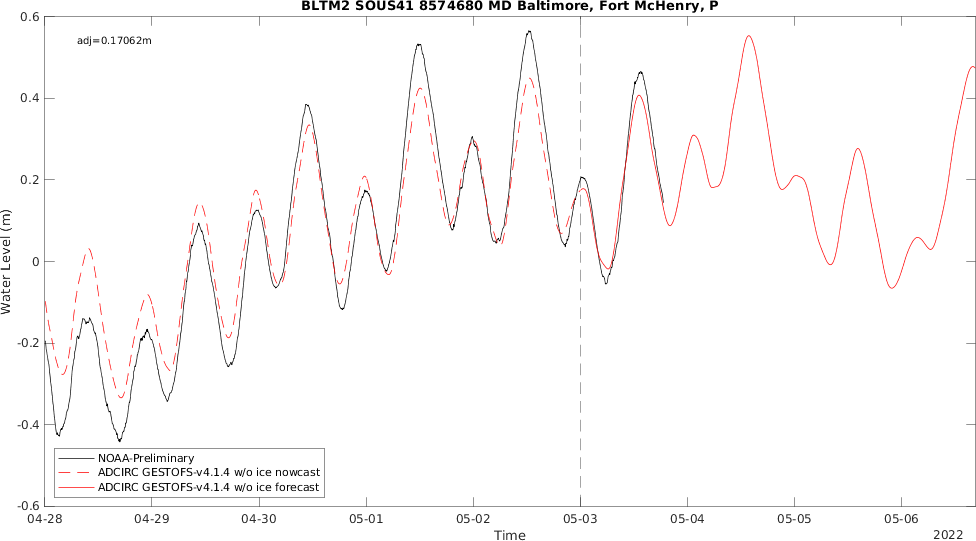 BLTM2 SOUS41 8574680 MD Baltimore, Fort McHenry, P
adj=0.17062m
0.6
0.4
0.2
0
-0.2
-0.4
-0.6
Water Level (m)
NOAA-Preliminary
ADCIRC GESTOFS-v4.1.4 w/o ice nowcast
ADCIRC GESTOFS-v4.1.4 w/o ice forecast
04-28 04-29 04-30 05-01 05-02 05-03 05-04 05-05 05-06
Time
2022